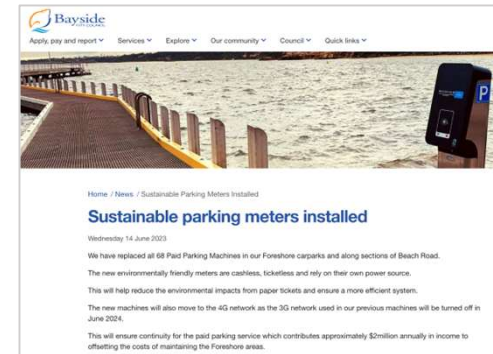 Bayside
CITY COUNCIL
Apply, pay and report Services Explore Our community Council Quick links
P
Home / News / Sustainable Parking Meters Installed
Sustainable parking meters installed
Wednesday 14 June 2023
We have replaced all 68 Paid Parking Machines in our Foreshore carparks and along sections of Beach Road.
The new environmentally friendly meters are cashless, ticketless and rely on their own power source.
This will help reduce the environmental impacts from paper tickets and ensure a more efficient system.
The new machines will also move to the 4G network as the 3G network used in our previous machines will be turned off in
June 2024.
This will ensure continuity for the paid parking service which contributes approximately $2million annually in income to
offsetting the costs of maintaining the Foreshore areas.